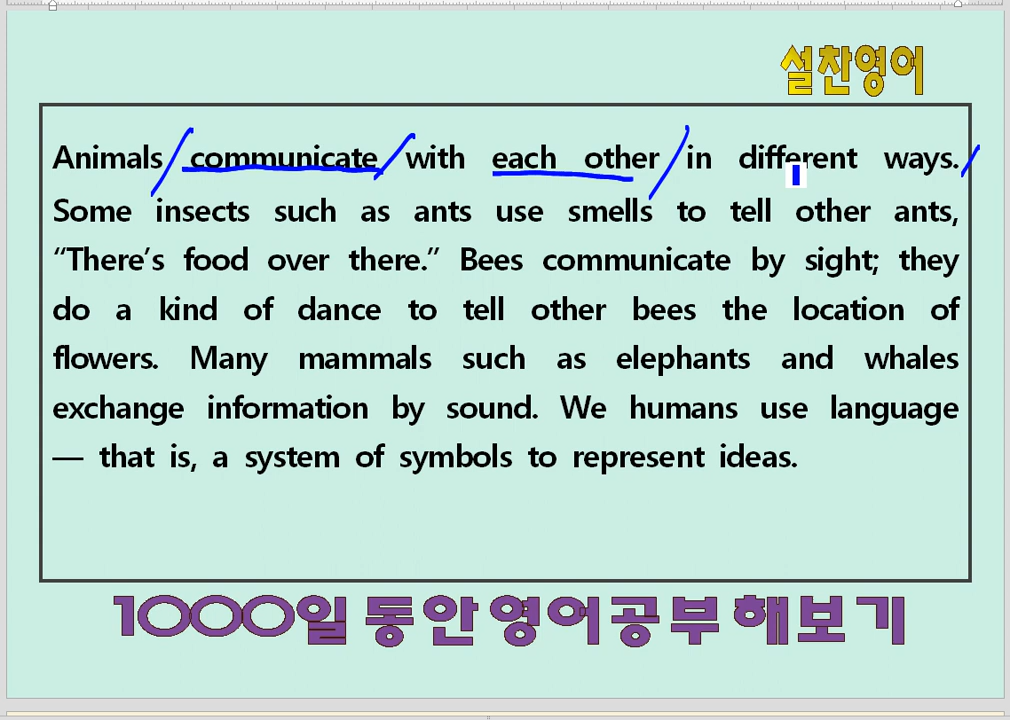 설찬영어
Animals communicate with each other in different ways.
Some insects such as ants use smells to tell other ants,
“There’s food over there.” Bees communicate by sight; they
do a kind of dance to tell other bees the location of
flowers. Many mammals such as elephants and whales
exchange information by sound. We humans use language
— that is, a system of symbols to represent ideas.
1000일 동안 영어공부 해보기